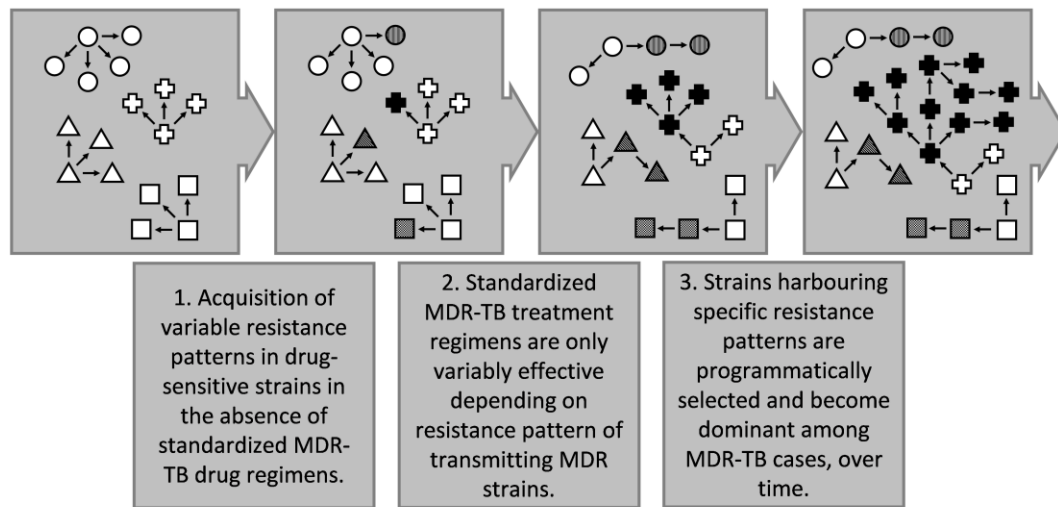 1. Acquisition of
variable resistance
patterns in drug-
sensitive strains in
the absence of
standardized MDR-
TB drug regimens.
2. Standardized
MDR-TB treatment
regimens are only
variably effective
depending on
resistance pattern of
transmitting MDR
strains.
3. Strains harbouring
specific resistance
patterns are
programmatically
selected and become
dominant among
MDR-TB cases, over
time.